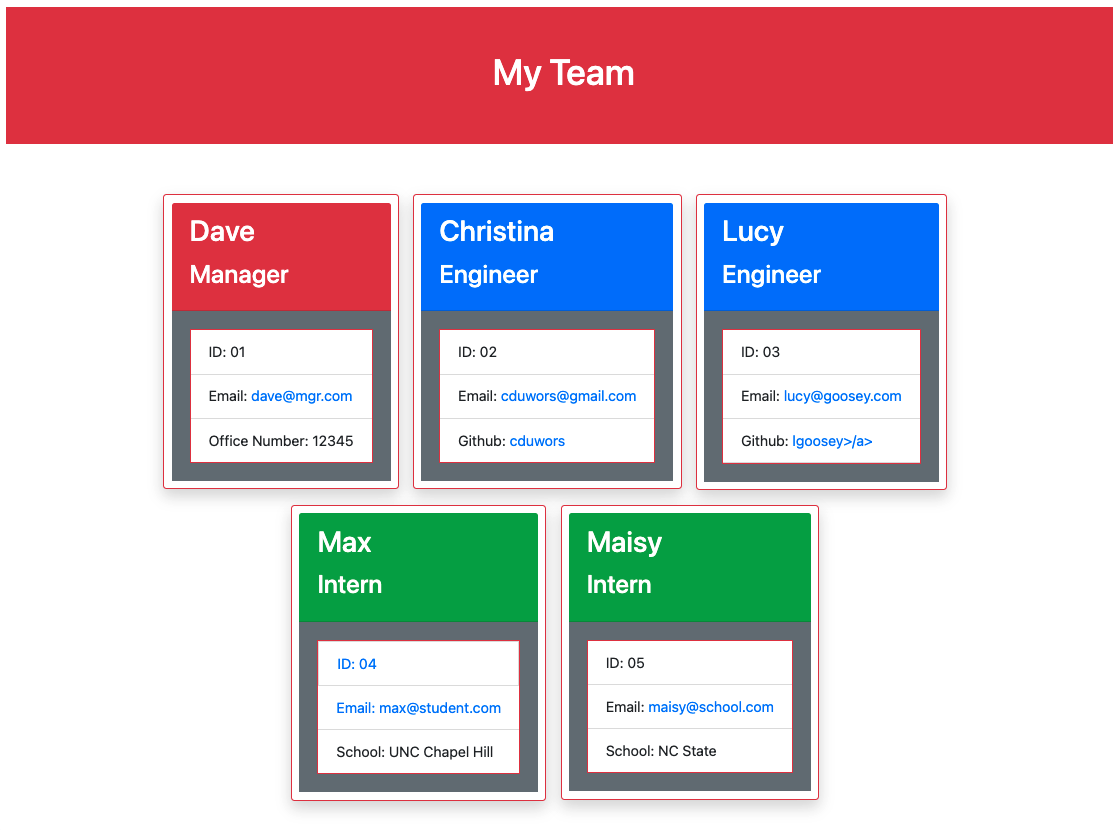 My Team
Dave
Manager
ID: 01
Email: dave@mgr.com
Office Number: 12345
Christina
Engineer
ID: 02
Email: cduwors@gmail.com
Github: cduwors
Lucy
Engineer
ID: 03
Email: lucy@goosey.com
Github: lgoosey>/a>
Max
Intern
ID: 04
Email: max@student.com
School: UNC Chapel Hill
Maisy
Intern
ID: 05
Email: maisy@school.com
School: NC State